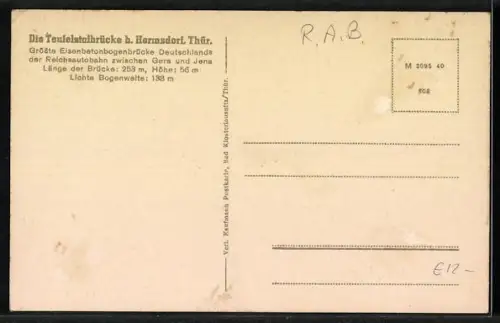 Die Teufelstalbrücke b. Hermsdorf, Thür.
Größte Eisenbetonbogenbrücke Deutschlands
der Reichsautobahn zwischen Gera und Jena
Länge der Brücke: 253 m, Höhe: 56 m
Lichte Bogenweite: 138 m
R. A. B.
M 2095 40
Verl. Kaufmann Postkarte, Bad Klosterlausnitz/Thür.
€12-